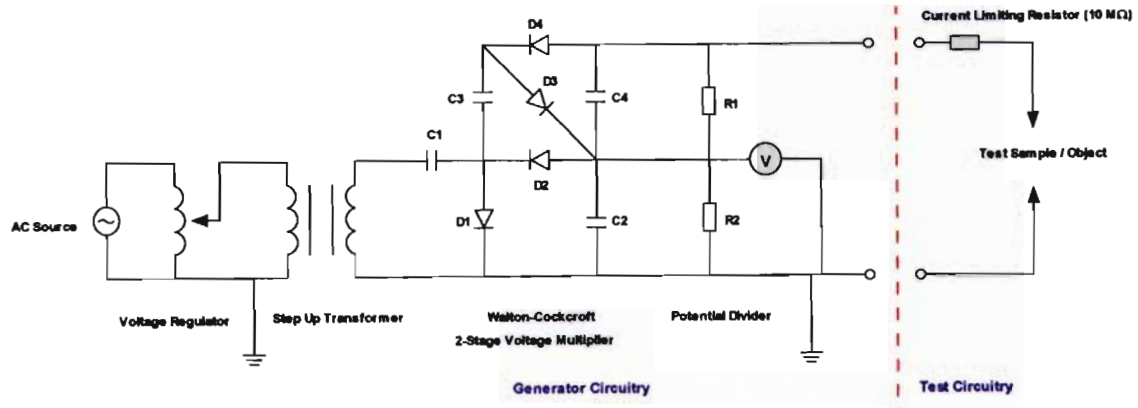 Current Limiting Resistor (10 MΩ)
D4
D3
C3
C4
R1
C1
V
Test Sample / Object
D2
AC Source
D1
C2
R2
Voltage Regulator
Step Up Transformer
Walton-Cockcroft
2-Stage Voltage Multiplier
Potential Divider
Generator Circuitry
Test Circuitry